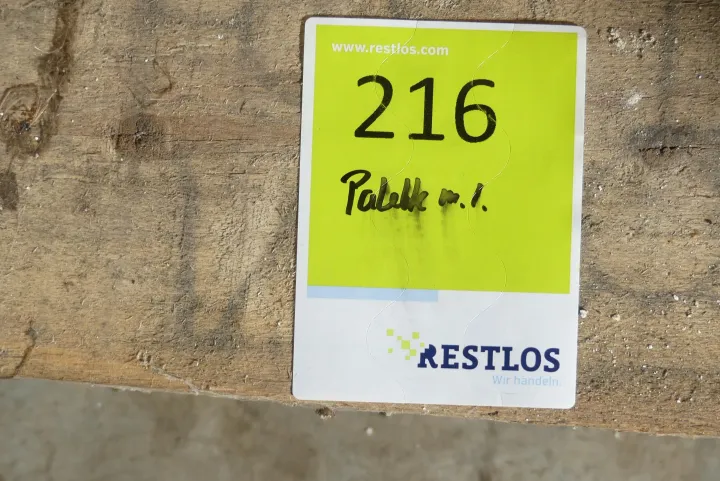 www.restlos.com
216
Palette m. I.
RESTLOS
Wir handeln.